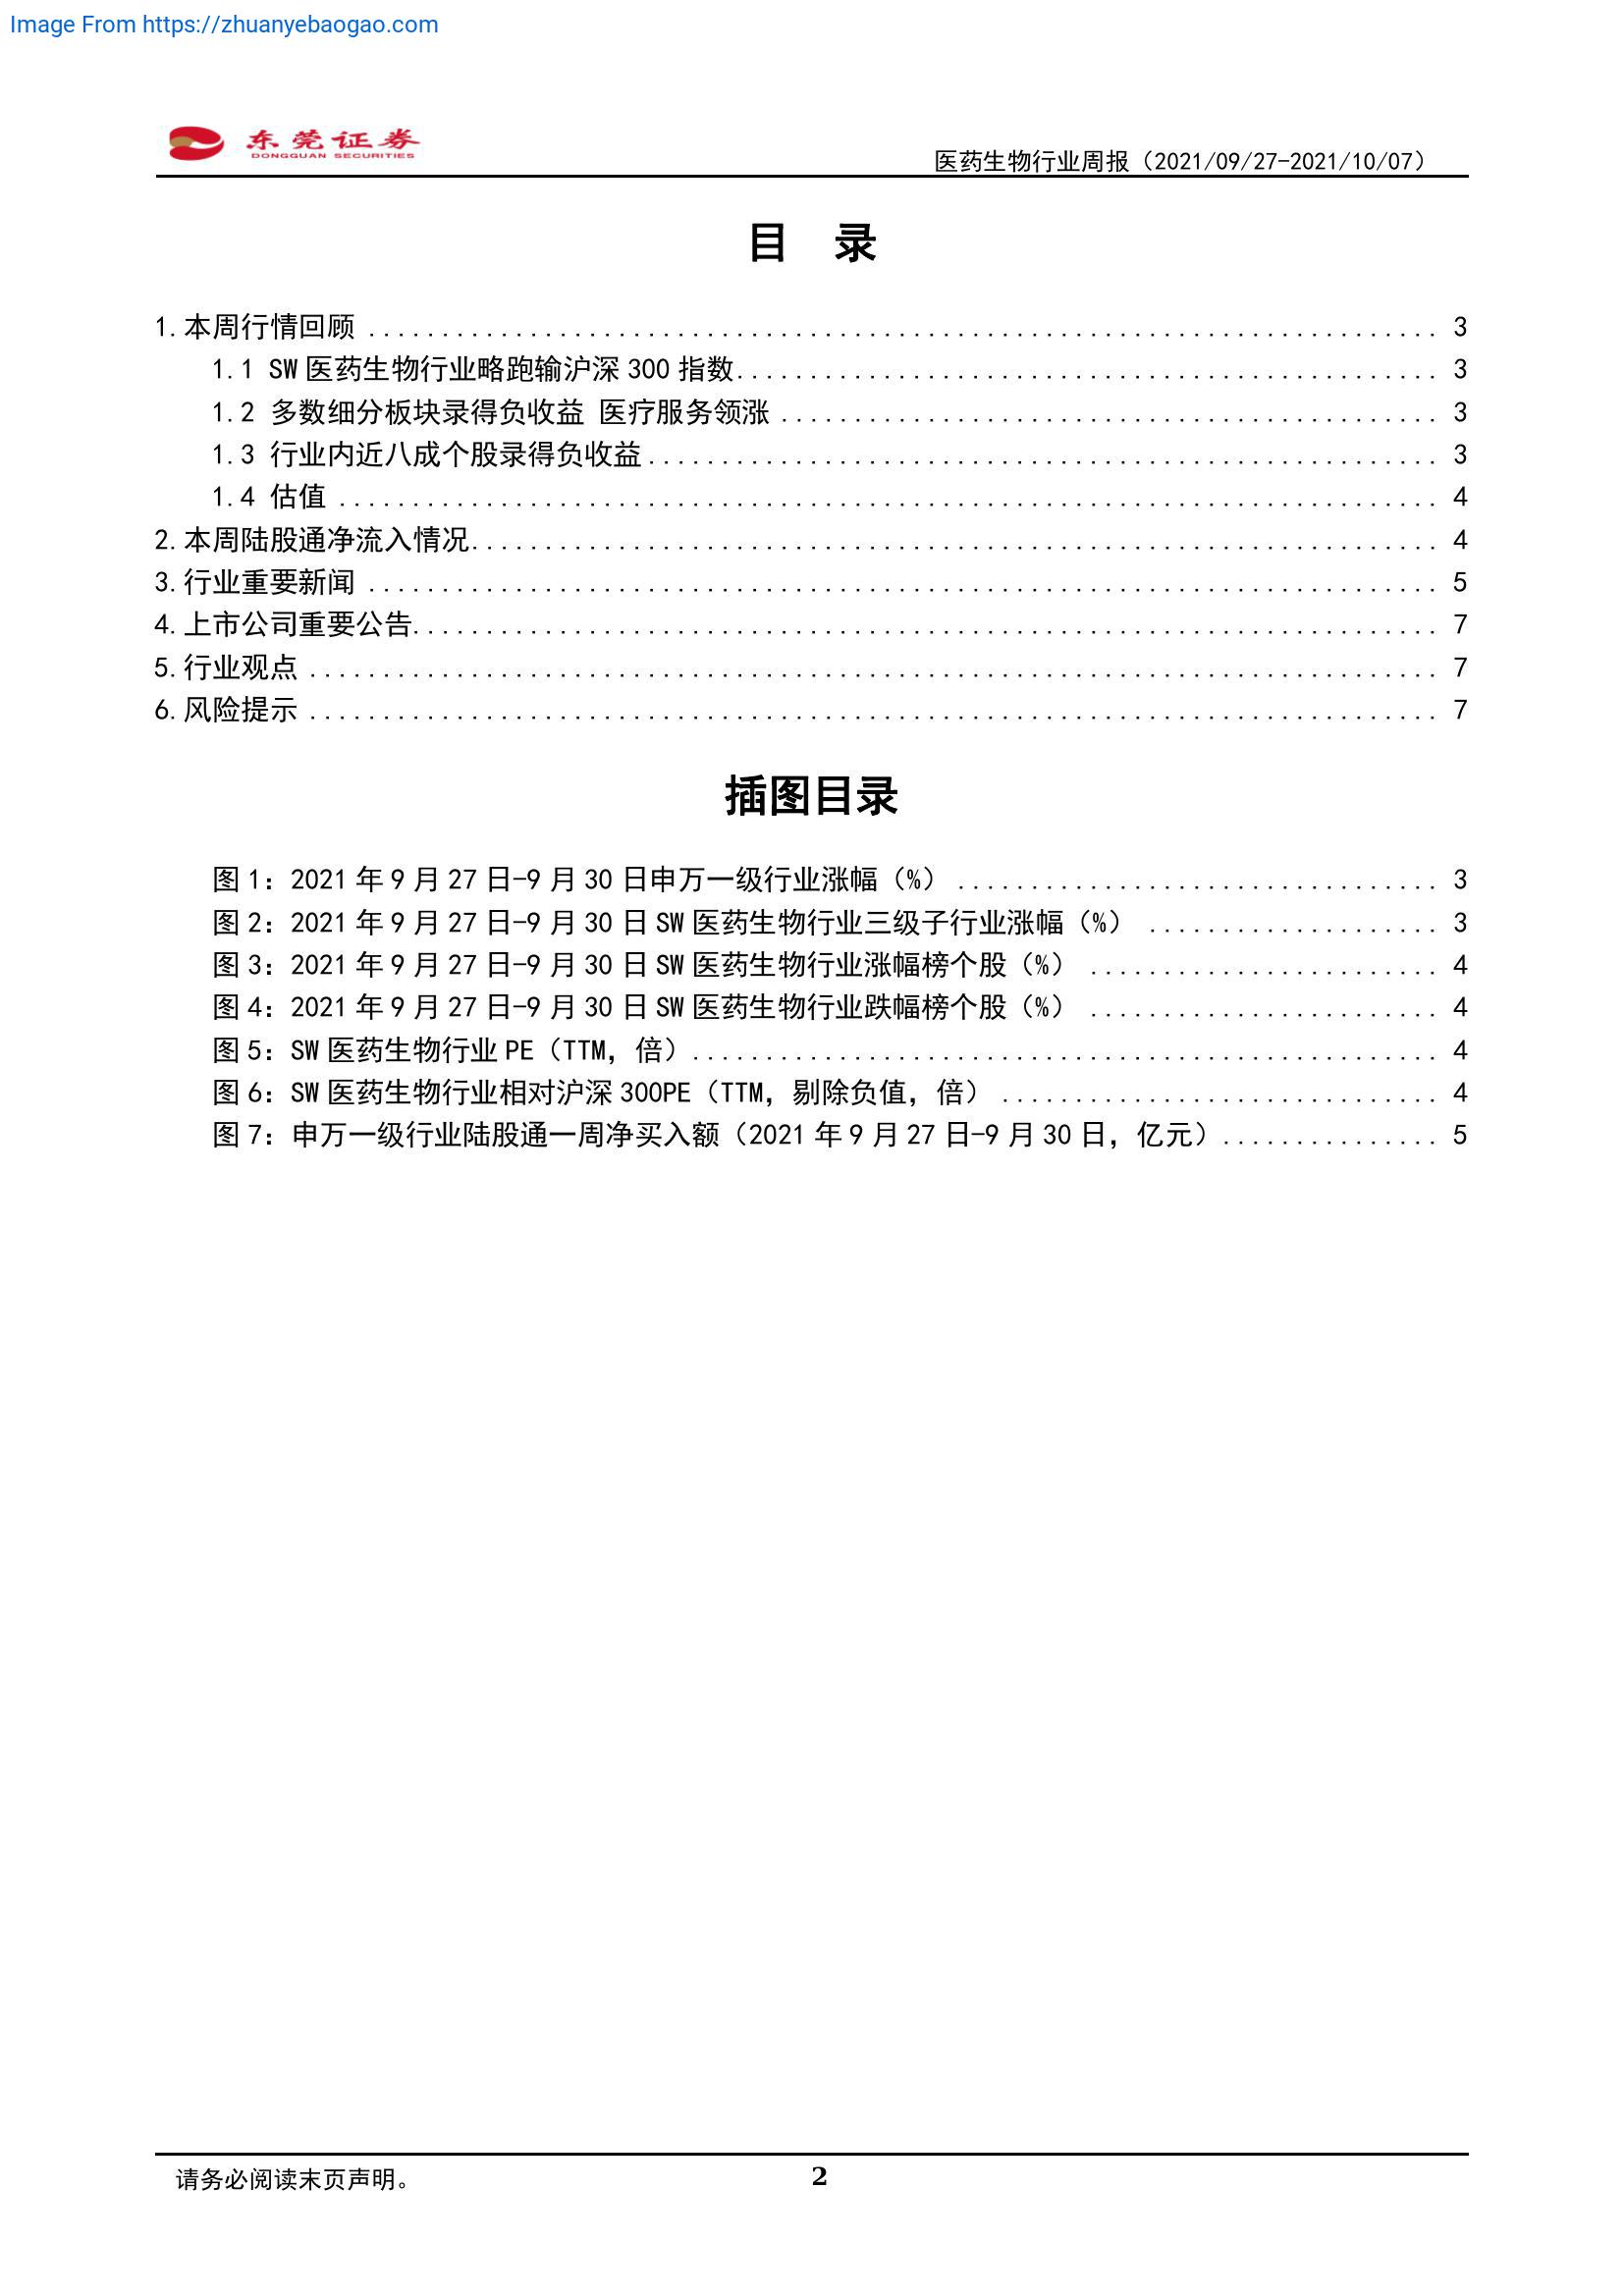 Image From https://zhuanyebaogao.com
东莞证券
DONGGUAN SECURITIES
医药生物行业周报（2021/09/27-2021/10/07）
目 录
1.本周行情回顾 ........................................................................ 3
1.1 SW医药生物行业略跑输沪深300指数................................................ 3
1.2 多数细分板块录得负收益 医疗服务领涨 ............................................. 3
1.3 行业内近八成个股录得负收益...................................................... 3
1.4 估值 ........................................................................... 4
2.本周陆股通净流入情况.................................................................. 4
3.行业重要新闻 ......................................................................... 5
4.上市公司重要公告...................................................................... 7
5.行业观点 ............................................................................. 7
6.风险提示 ............................................................................. 7
插图目录
图1：2021年9月27日-9月30日申万一级行业涨幅（%） ................................. 3
图2：2021年9月27日-9月30日SW医药生物行业三级子行业涨幅（%） .................... 3
图3：2021年9月27日-9月30日SW医药生物行业涨幅榜个股（%） ........................ 4
图4：2021年9月27日-9月30日SW医药生物行业跌幅榜个股（%） ........................ 4
图5：SW医药生物行业PE（TTM，倍）................................................... 4
图6：SW医药生物行业相对沪深300PE（TTM，剔除负值，倍） .............................. 4
图7：申万一级行业陆股通一周净买入额（2021年9月27日-9月30日，亿元）............... 5
请务必阅读末页声明。
2